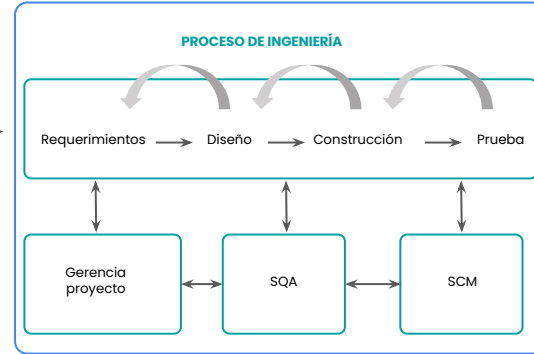 PROCESO DE INGENIERÍA
Requerimientos Diseño Construcción Prueba
Gerencia
proyecto
SQA
SCM